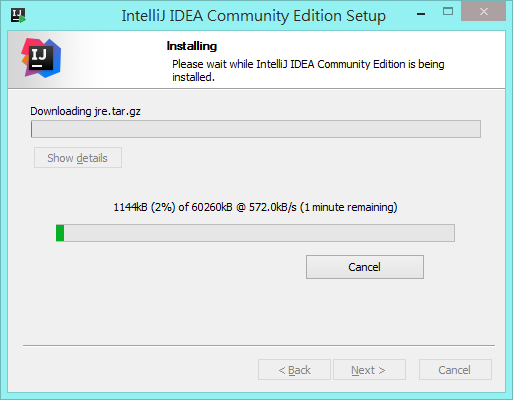 IntelliJ IDEA Community Edition Setup
IJ
Installing
Please wait while IntelliJ IDEA Community Edition is being
installed.
Downloading jre.tar.gz
Show details
1144kB (2%) of 60260kB @ 572.0kB/s (1 minute remaining)
Cancel
< Back
Next >
Cancel